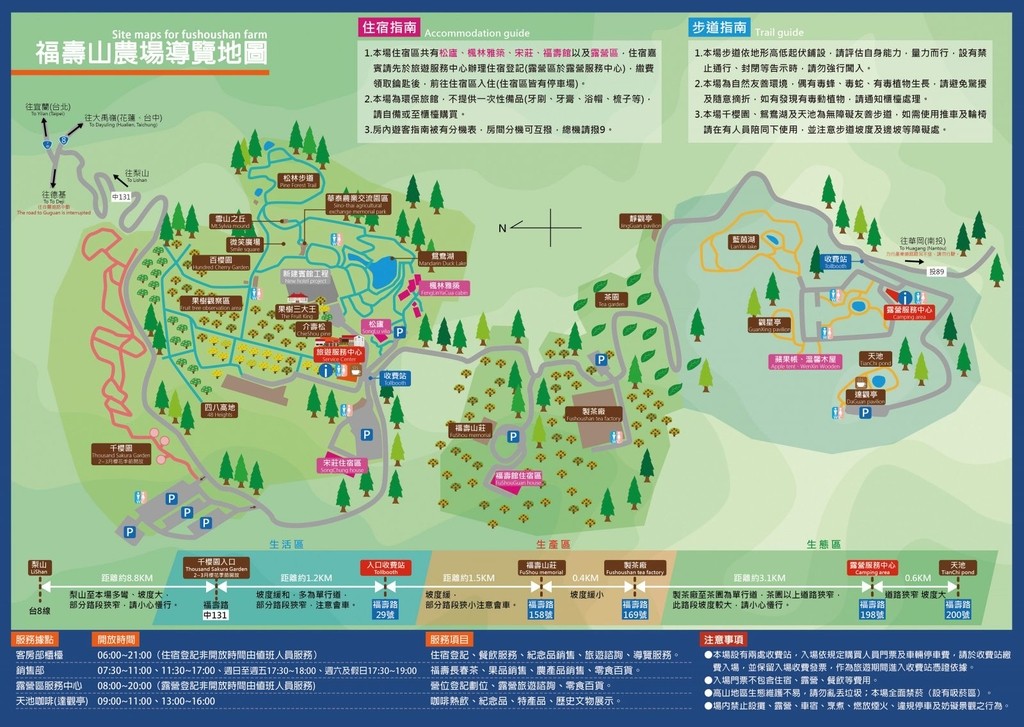 Site maps for fushoushan farm
福壽山農場導覽地圖
住宿指南 Accommodation guide
1.本場住宿區共有松廬、楓林雅築、宋莊、福壽館以及露營區，住宿嘉
賓請先於旅遊服務中心辦理住宿登記(露營區於露營服務中心)，繳費
領取鑰匙後，前往住宿區入住(住宿區皆有停車場)。
2.本場為環保旅館，不提供一次性備品(牙刷、牙膏、浴帽、梳子等)，
請自備或至櫃檯購買。
3.房內遊客指南被有分機表，房間分機可互撥，總機請撥9。
步道指南 Trail guide
1.本場步道依地形高低起伏鋪設，請評估自身能力，量力而行，設有禁
止通行、封閉等告示時，請勿強行闖入。
2.本場為自然友善環境，偶有毒蜂、毒蛇、有毒植物生長，請避免驚擾
及隨意摘折，如有發現有毒動植物，請通知櫃檯處理。
3.本場千櫻園、鴛鴦湖及天池為無障礙友善步道，如需使用推車及輪椅
請在有人員陪同下使用，並注意步道坡度及邊坡等障礙處。
往宜蘭(台北)
To Yilan (Taipei)
往大禹嶺(花蓮、台中)
To Dayuling (Hualien, Taichung)
往德基
To To Deji
The road to Guguan is interrupted
往梨山
To Lishan
中131
松林步道
Pine Forest Trail
華泰農業交流園區
Sino-thai agricultural
exchange memorial park
雪山之丘
Mt.Sylvia mound
微笑廣場
Smile square
百櫻園
Hundred Cherry Garden
新建賓館工程
New hotel project
鴛鴦湖
Mandarin Duck Lake
楓林雅築
FengLinYaCua cabin
果樹觀察區
Fruit tree observation area
果樹三大王
The Fruit King
介壽松
ChieShou pine
松廬
SongLu villa
P
旅遊服務中心
Service Center
收費站
Tollbooth
四八高地
48 Heights
宋莊住宿區
SongChung house
P
千櫻園
Thousand Sakura Garden
2~3月櫻花季節開放
P
P
P
P
N
靜觀亭
JingGuan pavilion
藍茵湖
LanYin lake
收費站
Tollbooth
往華岡(南投)
To Huagang (Nantou)
投89
茶園
Tea garden
觀星亭
GuanXing pavilion
露營服務中心
Camping area
蘋果帳、溫馨木屋
Apple tent、WenXin Wooden
天池
TianChi pond
達觀亭
DaGuan pavilion
P
P
製茶廠
Fushoushan tea factory
福壽山莊
FuShou memorial
P
福壽館住宿區
FuShouGuan house
生活區
生產區
生態區
梨山
LiShan
台8線
距離約8.8KM
梨山至本場多彎、坡度大，
部分路段狹窄，請小心慢行。
千櫻園入口
Thousand Sakura Garden
2~3月櫻花季節開放
福壽路
中131
距離約1.2KM
坡度緩和，多為單行道，
部分路段狹窄，注意會車。
入口收費站
Tollbooth
福壽路
29號
距離約1.5KM
坡度緩，
部分路段狹小注意會車。
福壽山莊
FuShou memorial
福壽路
158號
0.4KM
坡度緩小
製茶廠
Fushoushan tea factory
福壽路
169號
距離約3.1KM
製茶廠至茶園為單行道，茶園以上道路狹窄，
此路段坡度較大，請小心慢行。
露營服務中心
Camping area
福壽路
198號
0.6KM
道路狹窄 坡度大
天池
TianChi pond
福壽路
200號
服務據點 開放時間 服務項目
客房部櫃檯 06:00~21:00（住宿登記非開放時間由值班人員服務） 住宿登記、餐飲服務、紀念品銷售、旅遊諮詢、導覽服務。
銷售部 07:30~11:00、11:30~17:00、週日至週五17:30~18:00、週六及假日17:30~19:00 福壽長春茶、果品銷售、農產品銷售、零食百貨。
露營區服務中心 08:00~20:00（露營登記非開放時間由值班人員服務） 營位登記劃位、露營旅遊諮詢、零食百貨。
天池咖啡(達觀亭) 09:00~11:00、13:00~16:00 咖啡熱飲、紀念品、特產品、歷史文物展示。
注意事項
●本場設有兩處收費站，入場依規定購買人員門票及車輛停車費，請於收費站繳
費入場，並保留入場收費發票，作為旅遊期間進入收費站憑證依據。
●入場門票不包含住宿、露營、餐飲等費用。
●高山地區生態維護不易，請勿亂丟垃圾；本場全面禁菸（設有吸菸區）。
●場內禁止設攤、露營、車宿、烹煮、燃放煙火、違規停車及妨礙景觀之行為。